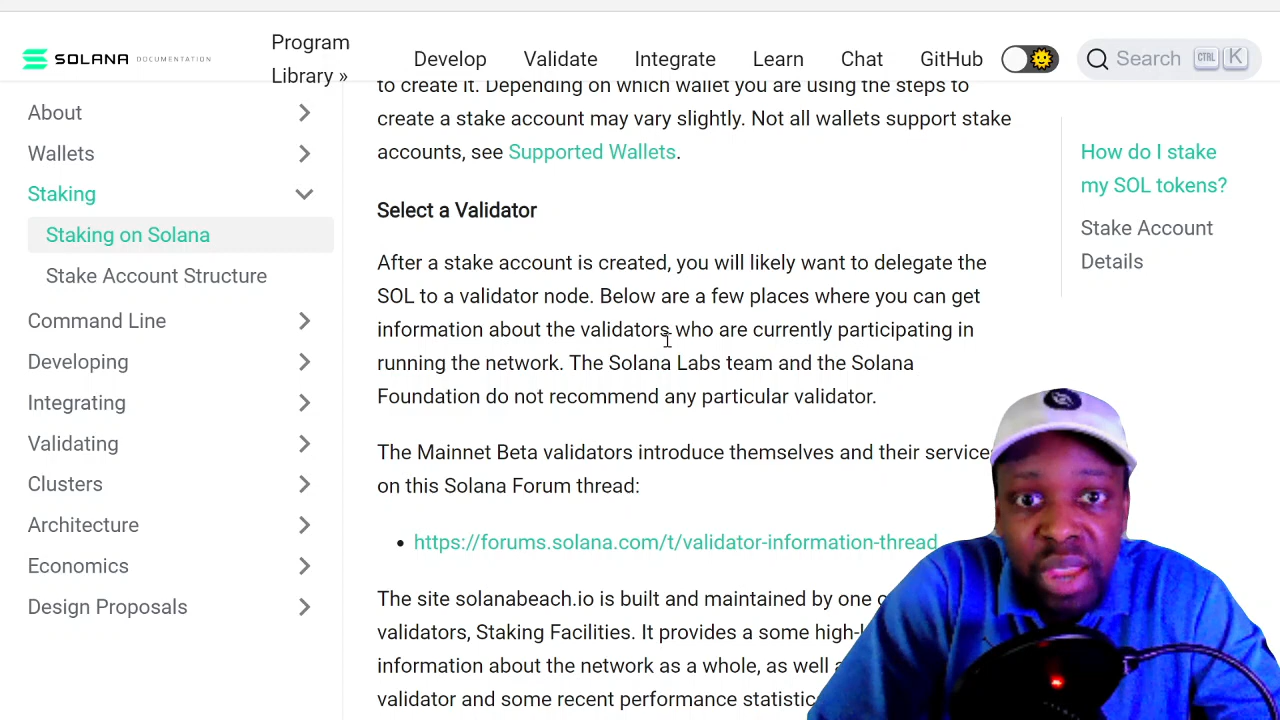 SOLANA DOCUMENTATION
Program
Library »
Develop
Validate
Integrate
Learn
Chat
GitHub
Search CTRL K
About
Wallets
Staking
Staking on Solana
Stake Account Structure
Command Line
Developing
Integrating
Validating
Clusters
Architecture
Economics
Design Proposals
to create it. Depending on which wallet you are using the steps to
create a stake account may vary slightly. Not all wallets support stake
accounts, see Supported Wallets.
Select a Validator
After a stake account is created, you will likely want to delegate the
SOL to a validator node. Below are a few places where you can get
information about the validators who are currently participating in
running the network. The Solana Labs team and the Solana
Foundation do not recommend any particular validator.
The Mainnet Beta validators introduce themselves and their service
on this Solana Forum thread:
• https://forums.solana.com/t/validator-information-thread
The site solanabeach.io is built and maintained by one
validators, Staking Facilities. It provides a some high-
information about the network as a whole, as well
validator and some recent performance statistic
How do I stake
my SOL tokens?
Stake Account
Details